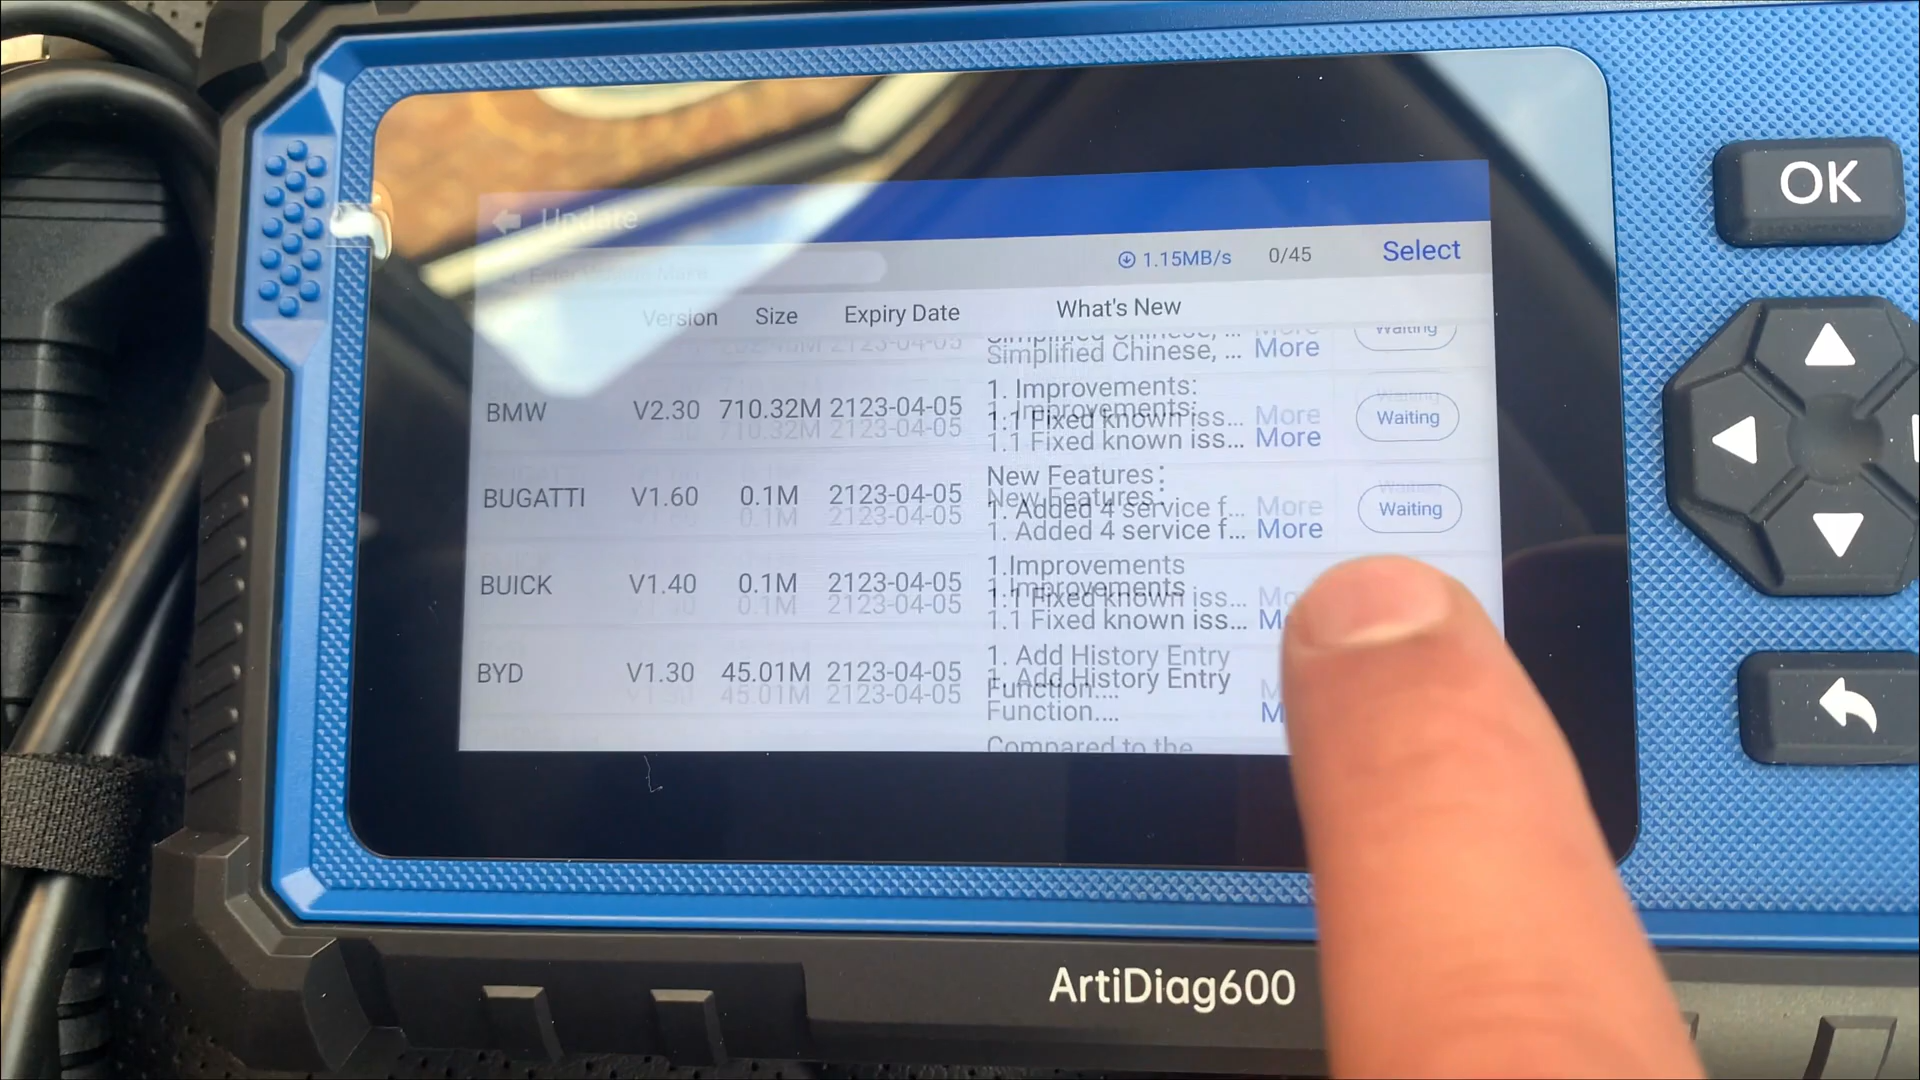 Update
Enter Vehicle Make
1.15MB/s 0/45 Select
Version Size Expiry Date What's New
Simplified Chinese, ... More Waiting
BMW V2.30 710.32M 2123-04-05 1. Improvements:
1.1 Fixed known iss... More Waiting
BUGATTI V1.60 0.1M 2123-04-05 New Features:
1. Added 4 service f... More Waiting
BUICK V1.40 0.1M 2123-04-05 1.Improvements
1.1 Fixed known iss...
BYD V1.30 45.01M 2123-04-05 1. Add History Entry
Function....
Compared to the
OK
ArtiDiag600